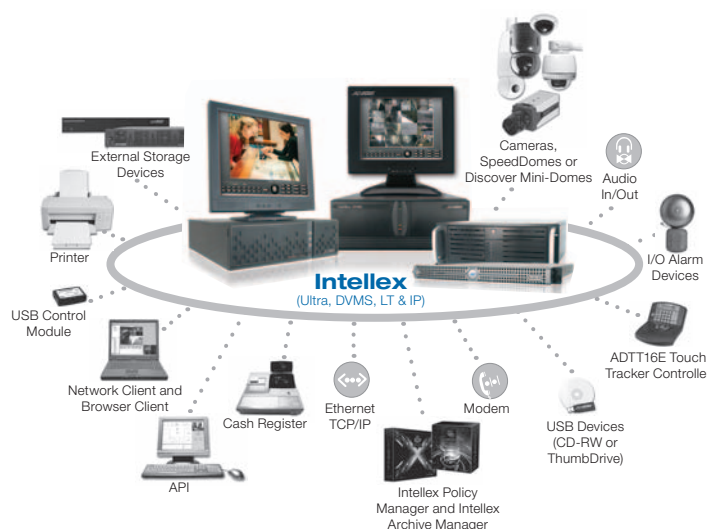 External Storage
Devices
Cameras,
SpeedDomes or
Discover Mini-Domes
Audio
In/Out
Printer
I/O Alarm
Devices
Intellex
(Ultra, DVMS, LT & IP)
USB Control
Module
ADTT16E Touch
Tracker Controlle
Network Client and
Browser Client
Cash Register
Ethernet
TCP/IP
Modem
USB Devices
(CD-RW or
ThumbDrive)
API
Intellex Policy
Manager and Intellex
Archive Manager